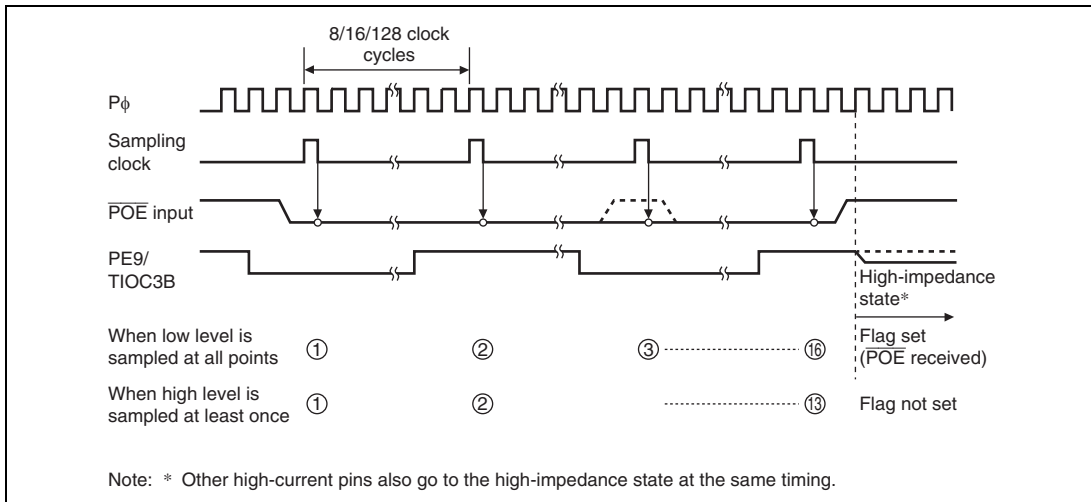 8/16/128 clock
cycles
Pϕ
Sampling
clock
POE input
PE9/
TIOC3B
High-impedance
state*
When low level is
sampled at all points
① ② ③ ⑯
Flag set
(POE received)
When high level is
sampled at least once
① ② ⑬
Flag not set
Note: * Other high-current pins also go to the high-impedance state at the same timing.